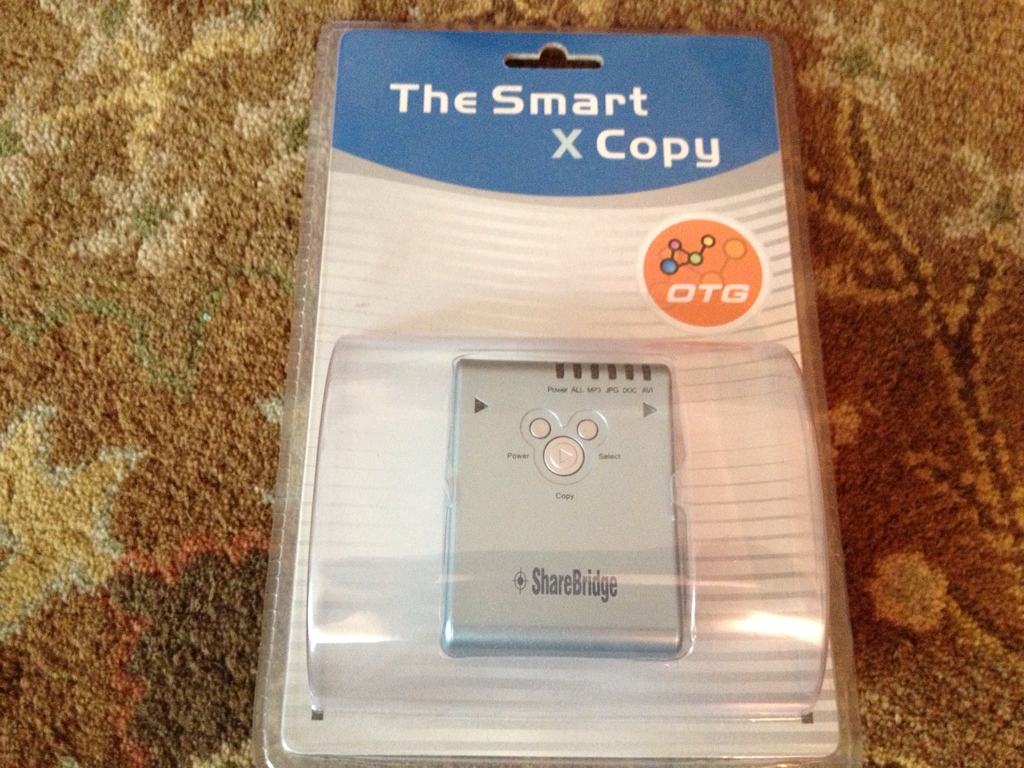 The Smart
X Copy
OTG
Power ALL MP3 JPG DOC AVI
Power
Select
Copy
ShareBridge